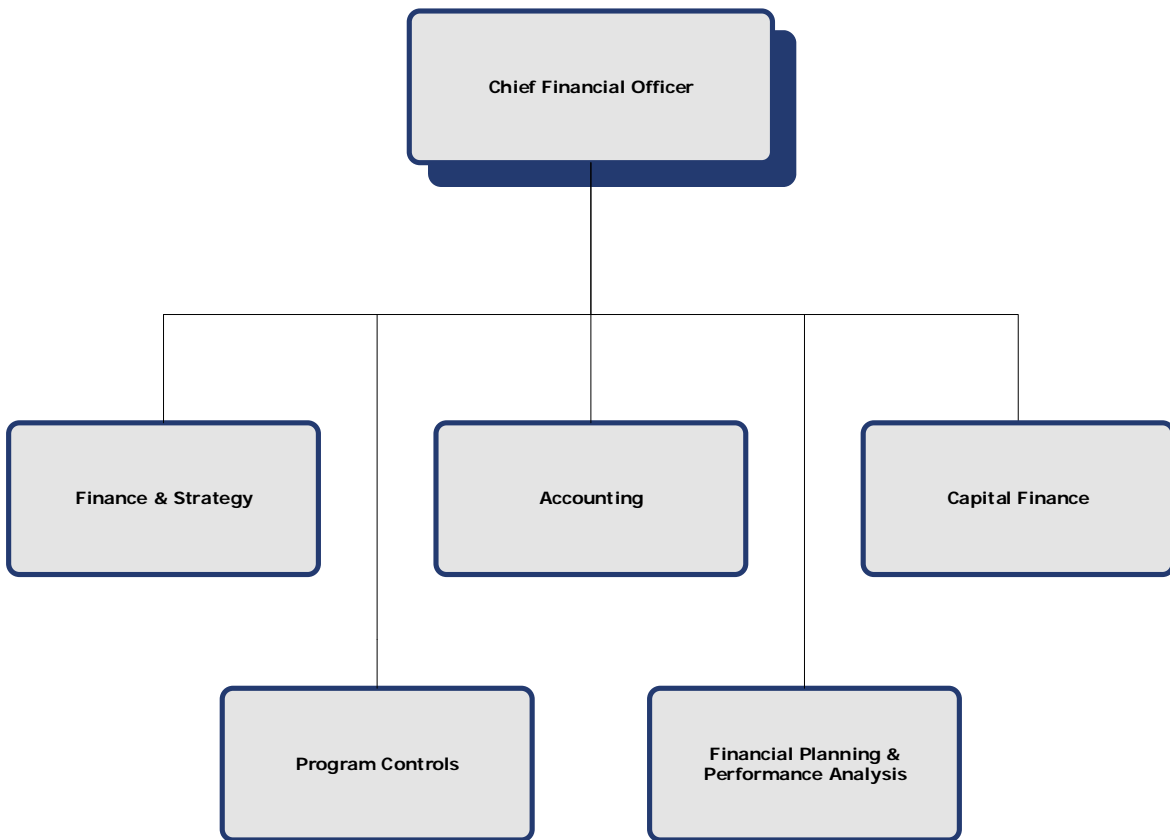 Chief Financial Officer
Finance & Strategy
Accounting
Capital Finance
Program Controls
Financial Planning &
Performance Analysis